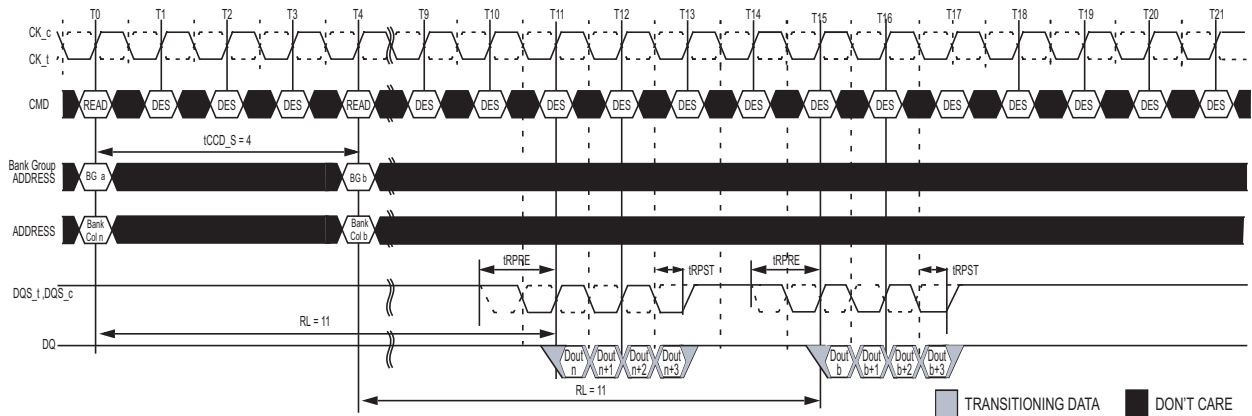 T0 T1 T2 T3 T4 T9 T10 T11 T12 T13 T14 T15 T16 T17 T18 T19 T20 T21
CK_c
CK_t
CMD READ DES DES DES READ DES DES DES DES DES DES DES DES DES DES DES DES DES
tCCD_S = 4
Bank Group
ADDRESS BG a BG b
ADDRESS Bank Col n Bank Col b
tRPRE tRPST tRPRE tRPST
DQS_t ,DQS_c
RL = 11
DQ Dout n Dout n+1 Dout n+2 Dout n+3 Dout b Dout b+1 Dout b+2 Dout b+3
RL = 11
TRANSITIONING DATA DON'T CARE